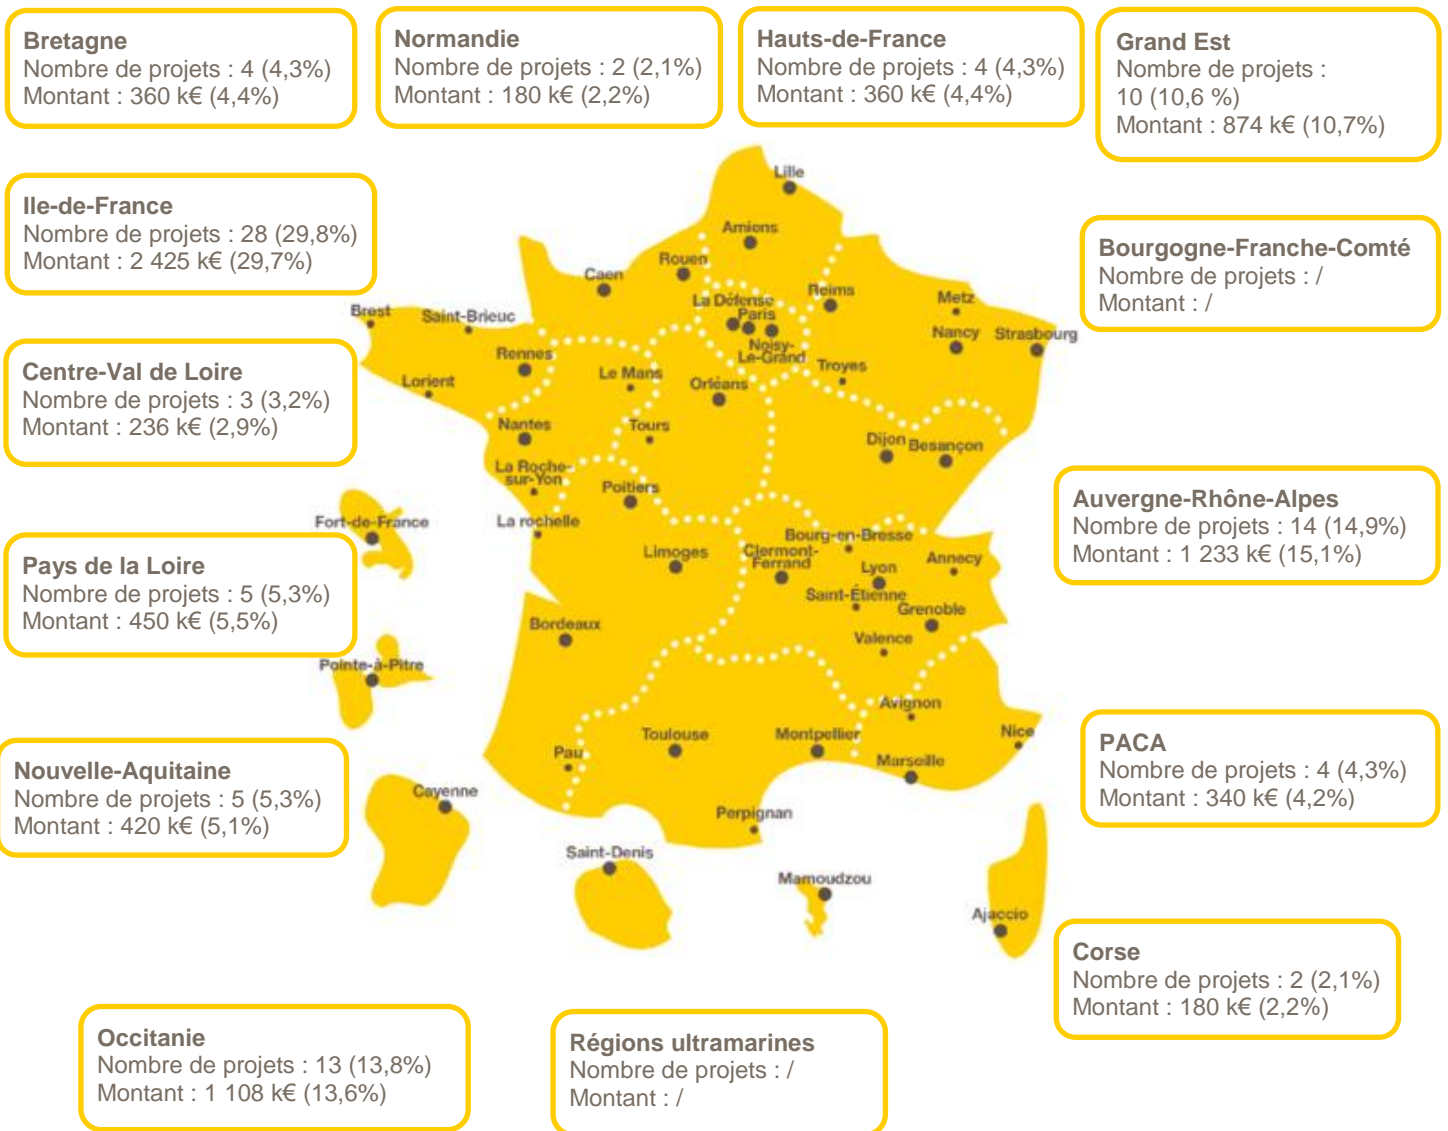 Bretagne
Nombre de projets : 4 (4,3%)
Montant : 360 k€ (4,4%)
Normandie
Nombre de projets : 2 (2,1%)
Montant : 180 k€ (2,2%)
Hauts-de-France
Nombre de projets : 4 (4,3%)
Montant : 360 k€ (4,4%)
Grand Est
Nombre de projets :
10 (10,6 %)
Montant : 874 k€ (10,7%)
Ile-de-France
Nombre de projets : 28 (29,8%)
Montant : 2 425 k€ (29,7%)
Bourgogne-Franche-Comté
Nombre de projets : /
Montant : /
Centre-Val de Loire
Nombre de projets : 3 (3,2%)
Montant : 236 k€ (2,9%)
Auvergne-Rhône-Alpes
Nombre de projets : 14 (14,9%)
Montant : 1 233 k€ (15,1%)
Pays de la Loire
Nombre de projets : 5 (5,3%)
Montant : 450 k€ (5,5%)
PACA
Nombre de projets : 4 (4,3%)
Montant : 340 k€ (4,2%)
Nouvelle-Aquitaine
Nombre de projets : 5 (5,3%)
Montant : 420 k€ (5,1%)
Corse
Nombre de projets : 2 (2,1%)
Montant : 180 k€ (2,2%)
Occitanie
Nombre de projets : 13 (13,8%)
Montant : 1 108 k€ (13,6%)
Régions ultramarines
Nombre de projets : /
Montant : /
Lille
Amiens
Rouen
Caen
La Défense
Paris
Noisy-
Le-Grand
Reims
Metz
Nancy
Strasbourg
Troyes
Brest
Saint-Brieuc
Rennes
Lorient
Le Mans
Orléans
Nantes
Tours
Dijon
Besançon
La Roche-
sur-Yon
Poitiers
La rochelle
Fort-de-France
Limoges
Bourg-en-Bresse
Clermont-
Ferrand
Lyon
Annecy
Saint-Étienne
Grenoble
Valence
Bordeaux
Pointe-à-Pitre
Avignon
Nice
Toulouse
Montpellier
Marseille
Pau
Perpignan
Cayenne
Saint-Denis
Mamoudzou
Ajaccio